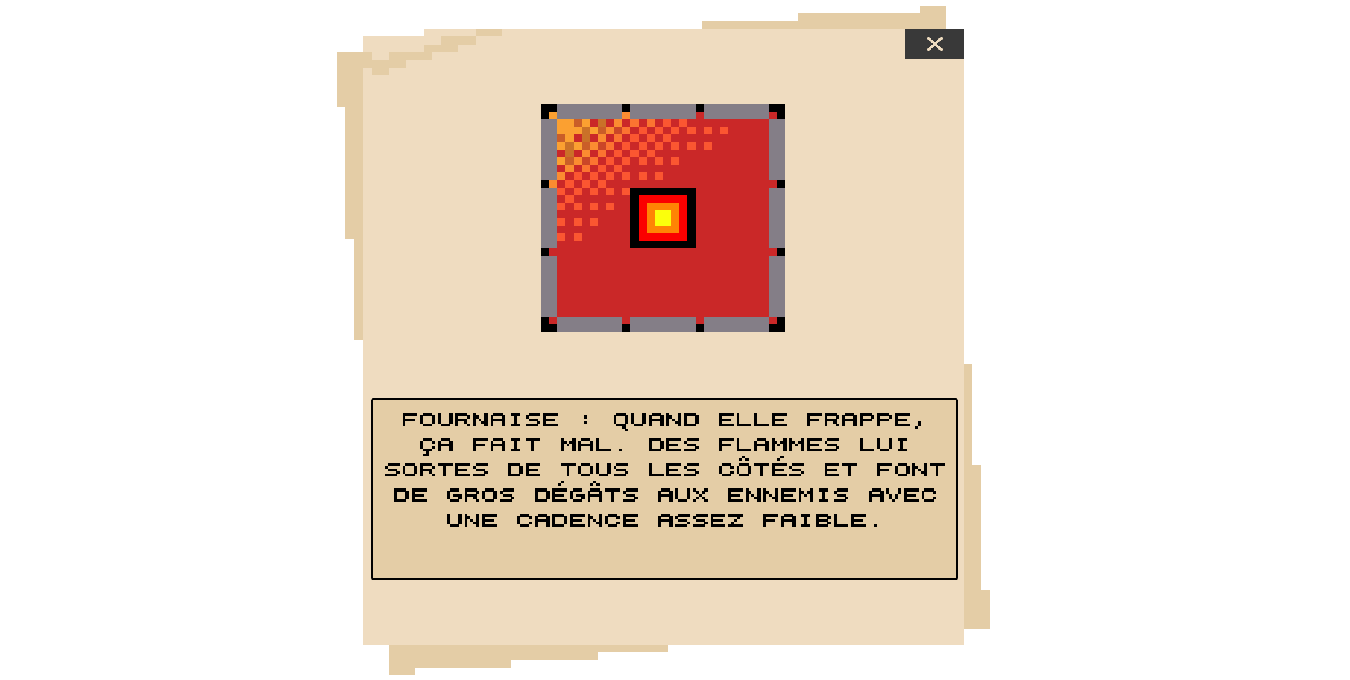 FOURNAISE : QUAND ELLE FRAPPE,
ÇA FAIT MAL. DES FLAMMES LUI
SORTES DE TOUS LES CÔTÉS ET FONT
DE GROS DÉGÂTS AUX ENNEMIS AVEC
UNE CADENCE ASSEZ FAIBLE.